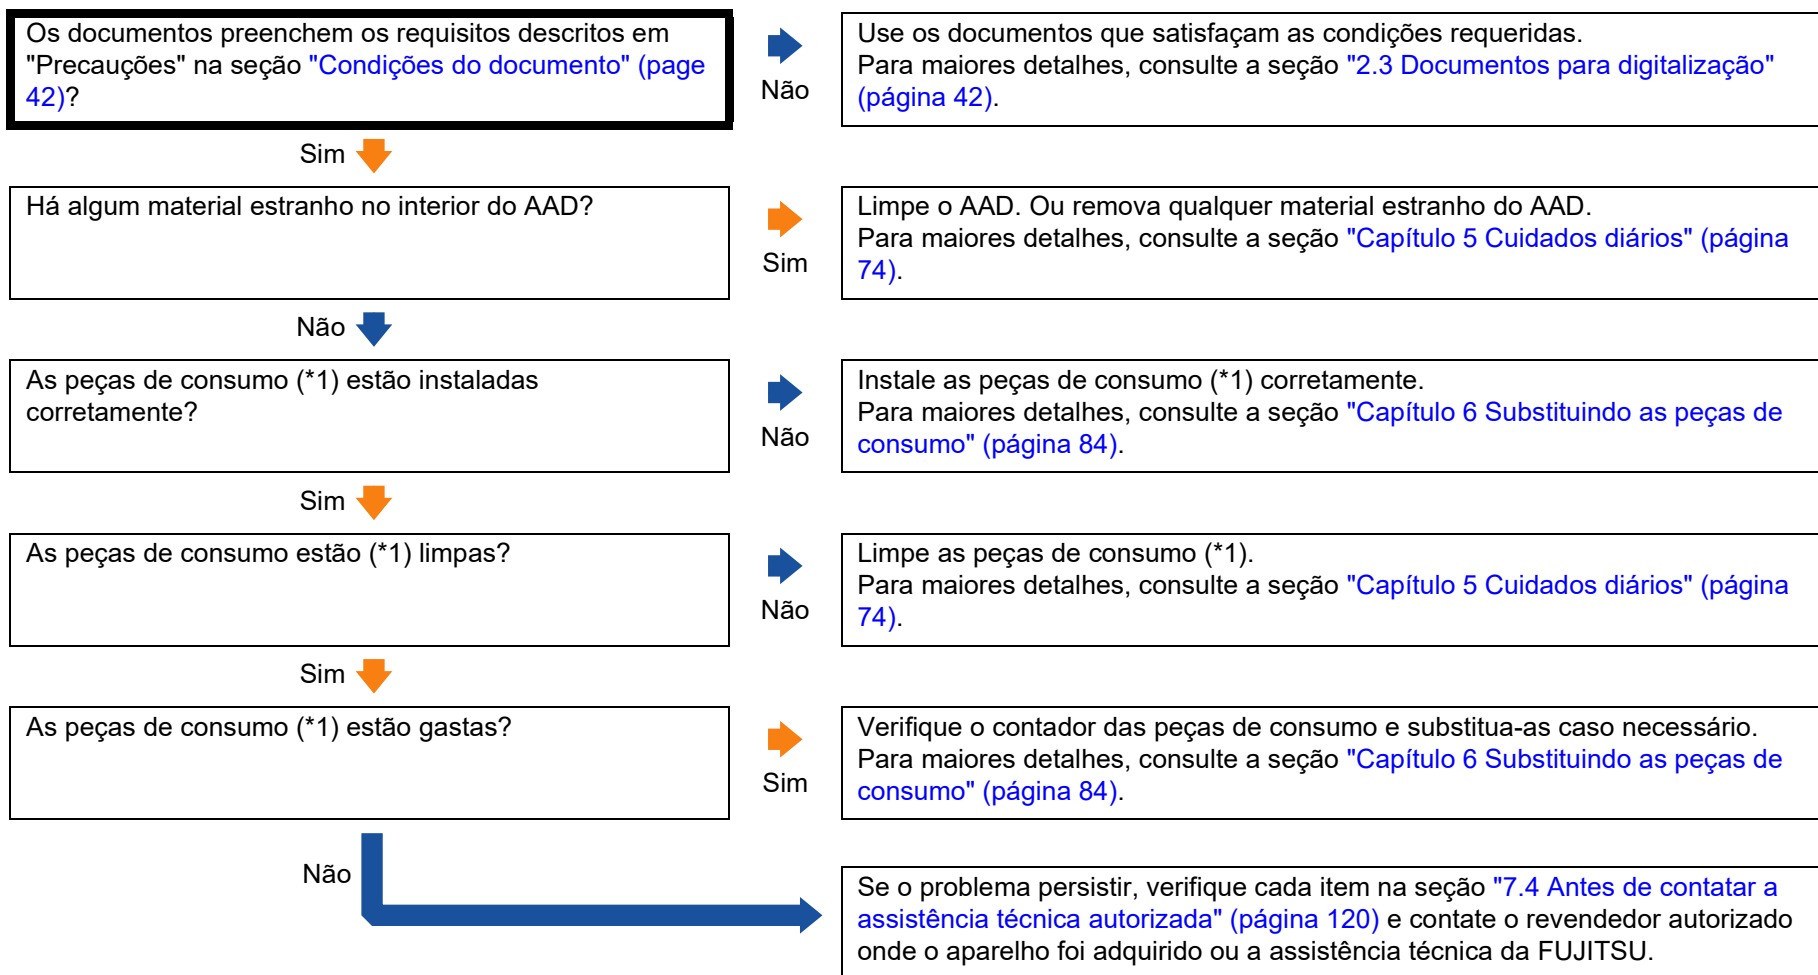 Os documentos preenchem os requisitos descritos em
"Precauções" na seção "Condições do documento" (page
42)?
Não
Use os documentos que satisfaçam as condições requeridas.
Para maiores detalhes, consulte a seção "2.3 Documentos para digitalização"
(página 42).
Sim
Há algum material estranho no interior do AAD?
Sim
Limpe o AAD. Ou remova qualquer material estranho do AAD.
Para maiores detalhes, consulte a seção "Capítulo 5 Cuidados diários" (página
74).
Não
As peças de consumo (*1) estão instaladas
corretamente?
Não
Instale as peças de consumo (*1) corretamente.
Para maiores detalhes, consulte a seção "Capítulo 6 Substituindo as peças de
consumo" (página 84).
Sim
As peças de consumo estão (*1) limpas?
Não
Limpe as peças de consumo (*1).
Para maiores detalhes, consulte a seção "Capítulo 5 Cuidados diários" (página
74).
Sim
As peças de consumo (*1) estão gastas?
Sim
Verifique o contador das peças de consumo e substitua-as caso necessário.
Para maiores detalhes, consulte a seção "Capítulo 6 Substituindo as peças de
consumo" (página 84).
Não
Se o problema persistir, verifique cada item na seção "7.4 Antes de contatar a
assistência técnica autorizada" (página 120) e contate o revendedor autorizado
onde o aparelho foi adquirido ou a assistência técnica da FUJITSU.